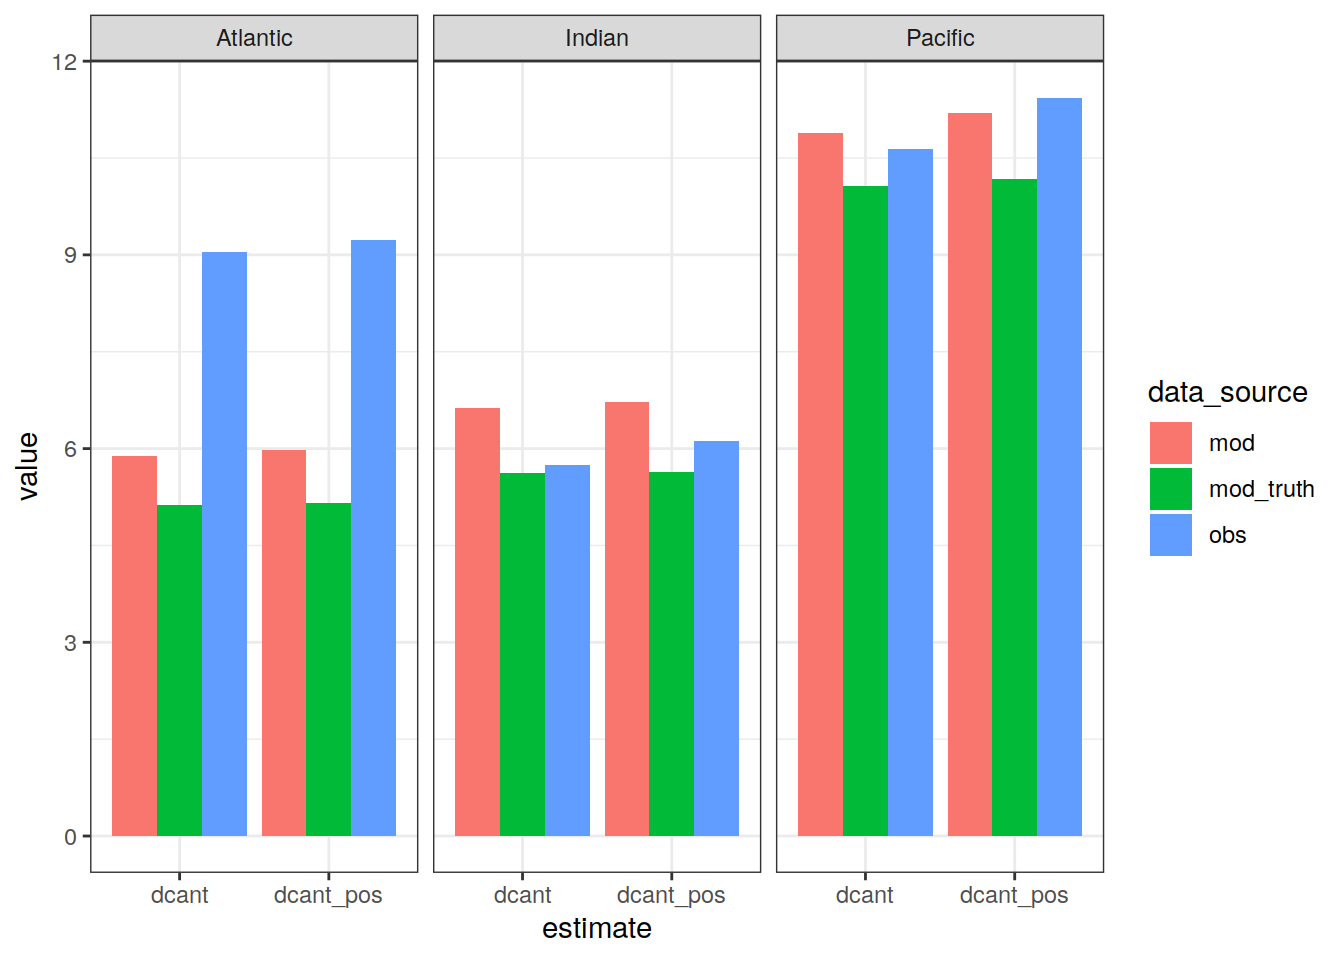 Atlantic
Indian
Pacific
12
9
6
3
0
value
dcant
dcant_pos
dcant
dcant_pos
dcant
dcant_pos
estimate
data_source
mod
mod_truth
obs